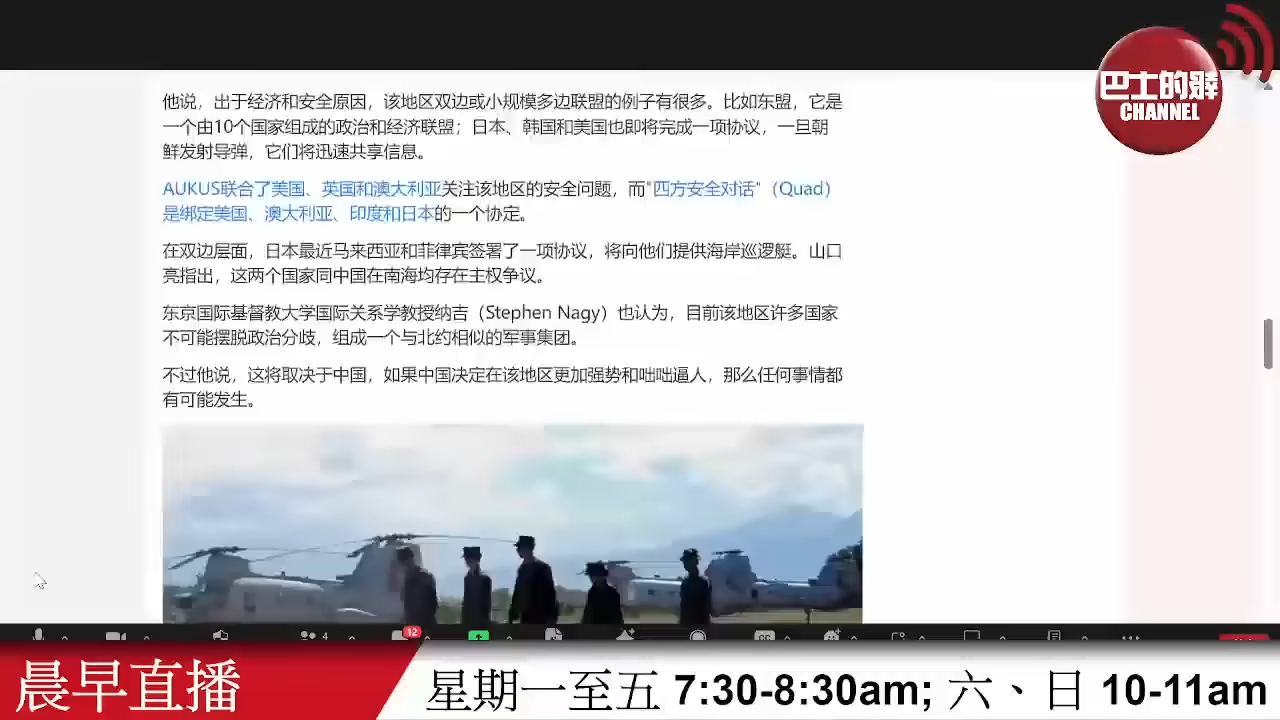 巴士的報
CHANNEL
他说，出于经济和安全原因，该地区双边或小规模多边联盟的例子有很多。比如东盟，它是
一个由10个国家组成的政治和经济联盟；日本、韩国和美国也即将完成一项协议，一旦朝
鲜发射导弹，它们将迅速共享信息。
AUKUS联合了美国、英国和澳大利亚关注该地区的安全问题，而"四方安全对话"（Quad）
是绑定美国、澳大利亚、印度和日本的一个协定。
在双边层面，日本最近马来西亚和菲律宾签署了一项协议，将向他们提供海岸巡逻艇。山口
亮指出，这两个国家同中国在南海均存在主权争议。
东京国际基督教大学国际关系学教授纳吉（Stephen Nagy）也认为，目前该地区许多国家
不可能摆脱政治分歧，组成一个与北约相似的军事集团。
不过他说，这将取决于中国，如果中国决定在该地区更加强势和咄咄逼人，那么任何事情都
有可能发生。
4
12
晨早直播
星期一至五 7:30-8:30am; 六、日 10-11am